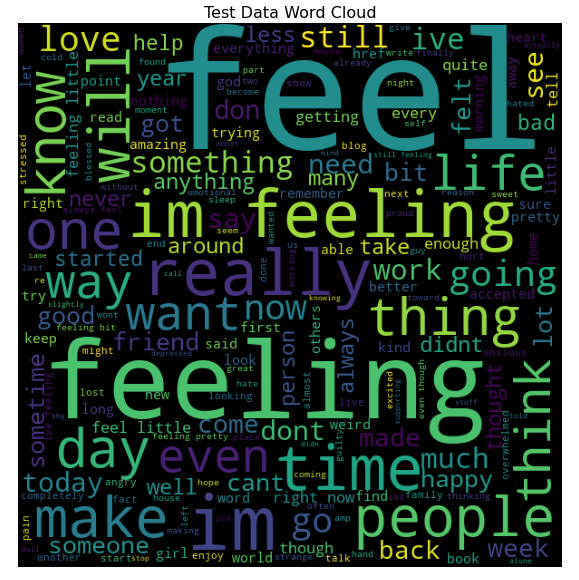 Test Data Word Cloud
love
help
less
still
ive
href
write
finally
give
heart
actually
everything
already
let
cold
found
god
two
show
night
quite
see
tell
year
point
nothing
become
self
away
hated
know
will
feel
felt
morning
bad
don
getting
every
moment
month
stressed
feeling little
read
got
trying
amazing
blog
mind
still feeling
blessed
something
need
bit
life
little
without
anything
many
emotional
sleep
remember
next
reason
sweet
sure
pretty
right
never
always feel
im feeling
proud
wanted
one
say
seem
able
take
enough
home
end
around
us
guy
hurt
came
started
really
done
working
work
going
last
re
way
call
knowing
better
toward
accepted
try
slightly
want
now
thing
lot
good
wont
feeling bit
keep
friend
first
said
others
always
kind
didnt
anxious
might
depressed
look
person
even though
told
sometime
ive feeling
lost
new
great
hate
looking
almost
live
excited
supporting
stuff
thought
overwhelmed
think
shy
long
feeling
feel little
come
weird
day
feeling pretty
place
dont
made
guilty
time
today
angry
didn
even
coming
much
happy
completely
hope
well
fact
house
cant
right now
find
often
sad
family
thinking
pain
make
left
making
put
word
im
go
amp
people
hand
dull
another
someone
start
stop
girl
enjoy
world
though
strange
talk
back
book
week
alone